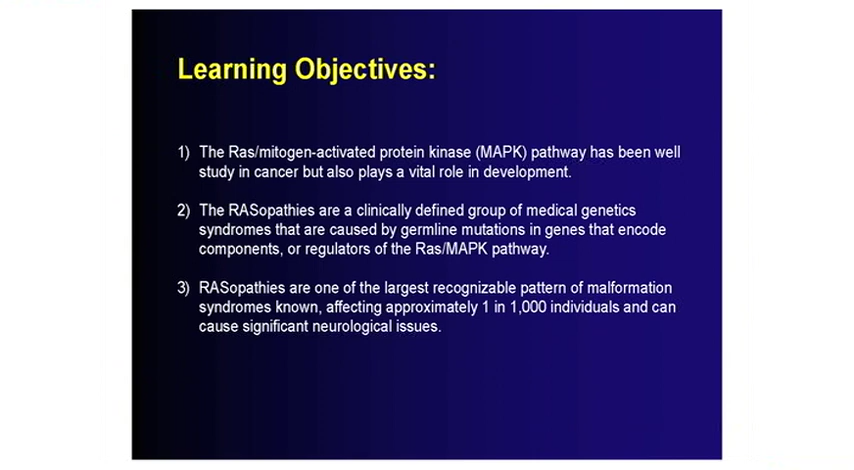 Learning Objectives:
1) The Ras/mitogen-activated protein kinase (MAPK) pathway has been well
study in cancer but also plays a vital role in development.
2) The RASopathies are a clinically defined group of medical genetics
syndromes that are caused by germline mutations in genes that encode
components, or regulators of the Ras/MAPK pathway.
3) RASopathies are one of the largest recognizable pattern of malformation
syndromes known, affecting approximately 1 in 1,000 individuals and can
cause significant neurological issues.